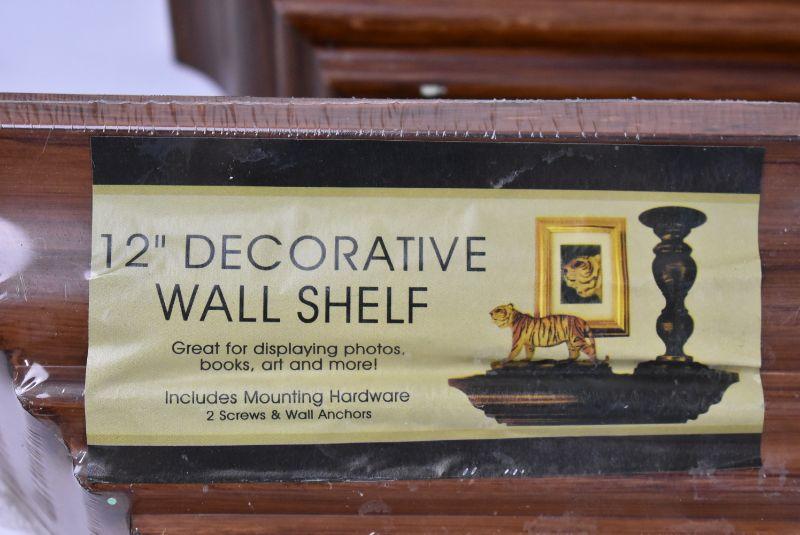 12" DECORATIVE
WALL SHELF
Great for displaying photos,
books, art and more!
Includes Mounting Hardware
2 Screws & Wall Anchors